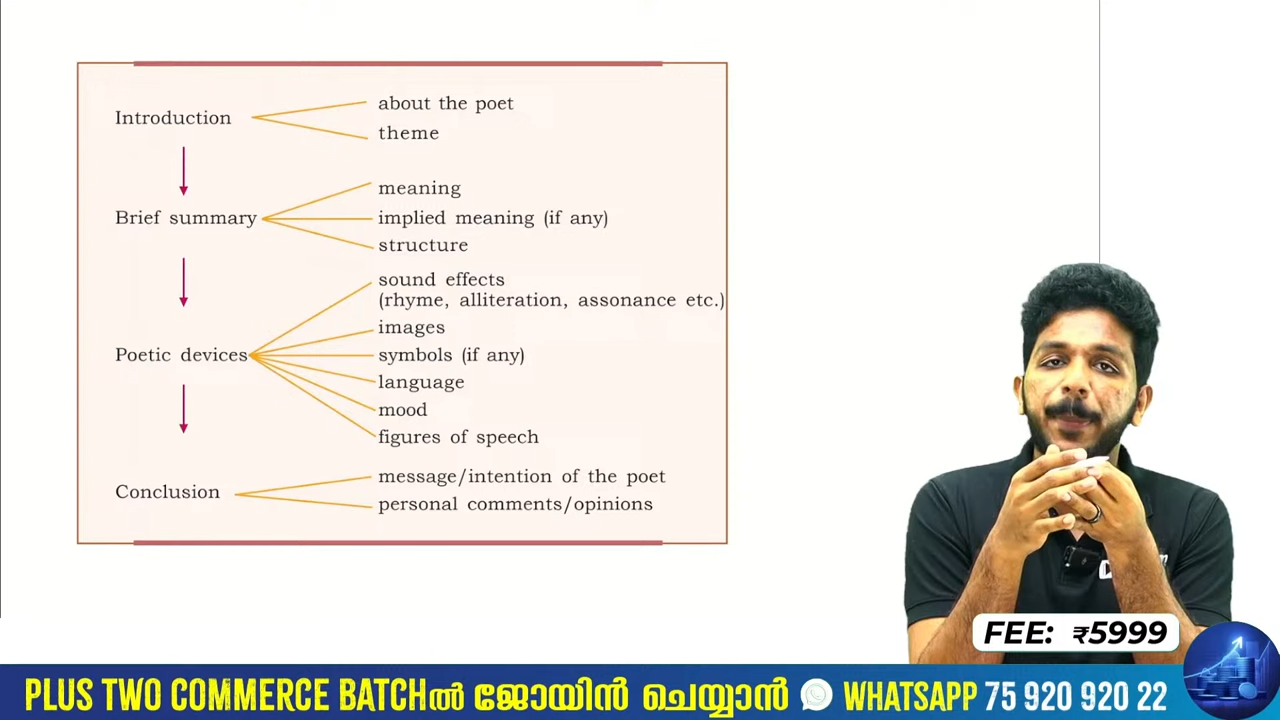 Introduction
about the poet
theme
Brief summary
meaning
implied meaning (if any)
structure
Poetic devices
sound effects
(rhyme, alliteration, assonance etc.)
images
symbols (if any)
language
mood
figures of speech
Conclusion
message/intention of the poet
personal comments/opinions
FEE: ₹5999
PLUS TWO COMMERCE BATCHൽ ജോയിൻ ചെയ്യാൻ WHATSAPP 75 920 920 22